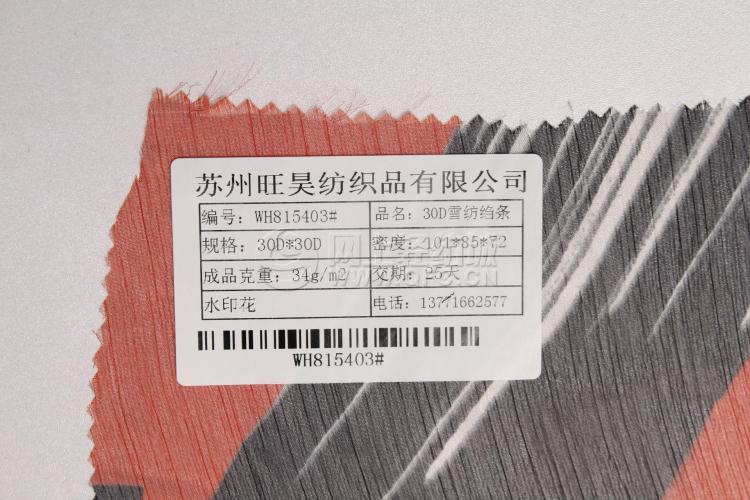 苏州旺昊纺织品有限公司
编号: WH815403# 品名: 30D雪纺绉条
规格: 30D*30D 密度: 101*85*72
成品克重: 34g/m2 交期: 25天
水印花 电话: 13771662577
WH815403#